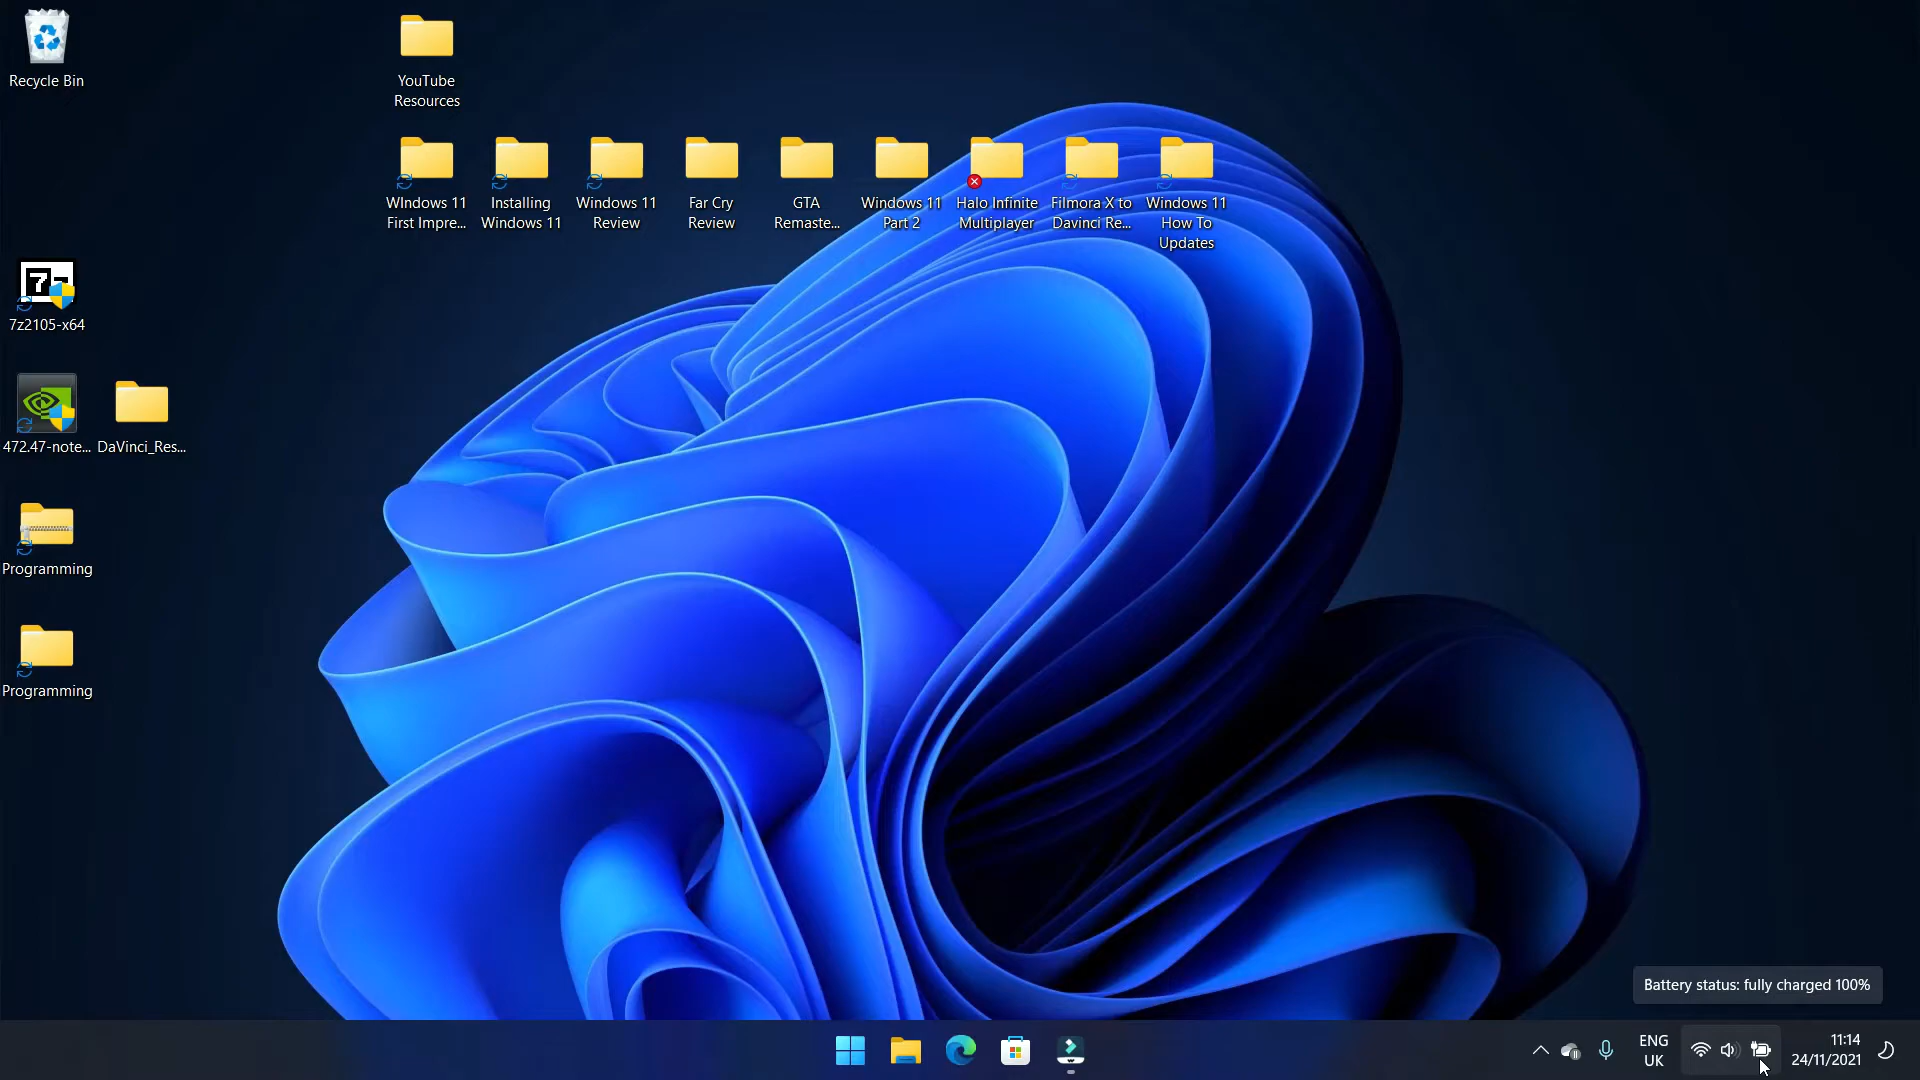 Recycle Bin
YouTube
Resources
WIndows 11
First Impre...
Installing
Windows 11
Windows 11
Review
Far Cry
Review
GTA
Remaste...
Windows 11
Part 2
Halo Infinite
Multiplayer
Filmora X to
Davinci Re...
Windows 11
How To
Updates
7z
7z2105-x64
472.47-note...
DaVinci_Res...
Programming
Programming
Battery status: fully charged 100%
ENG
UK
11:14
24/11/2021